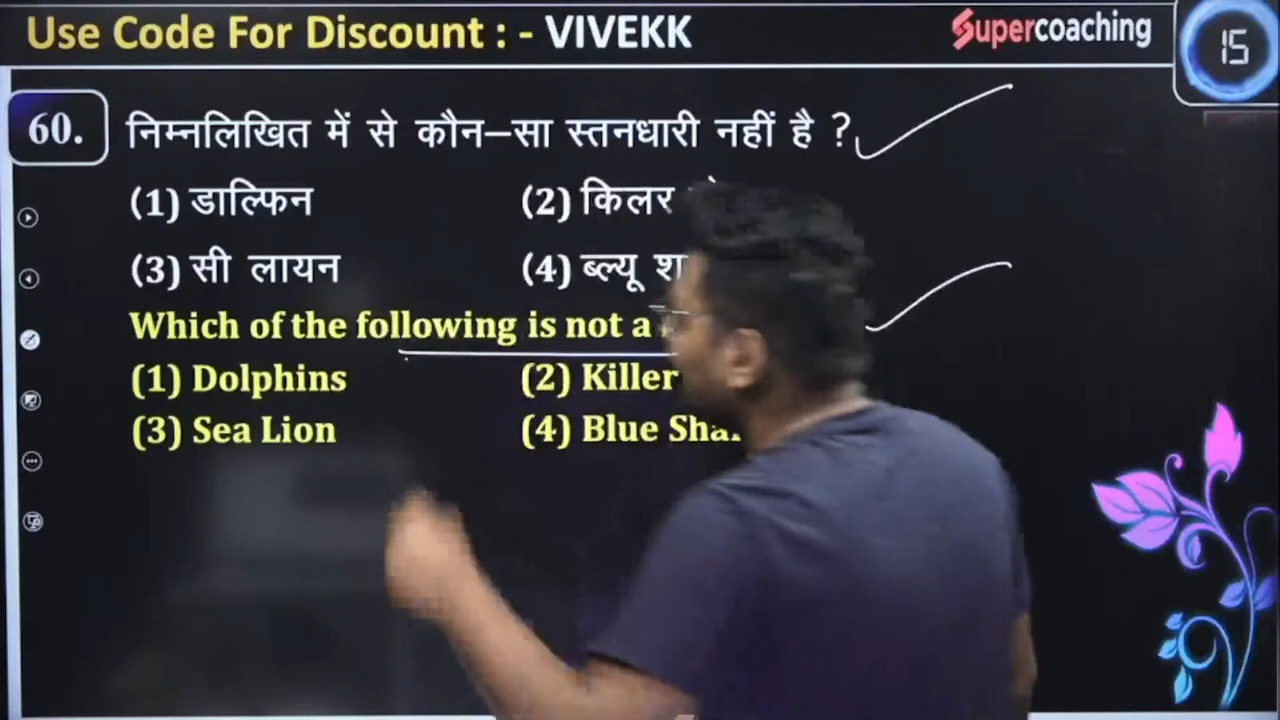 Use Code For Discount : - VIVEKK
Supercoaching
15
60. निम्नलिखित में से कौन–सा स्तनधारी नहीं है ?
(1) डाल्फिन (2) किलर
(3) सी लायन (4) ब्ल्यू
Which of the following is not a
(1) Dolphins (2) Killer
(3) Sea Lion (4) Blue